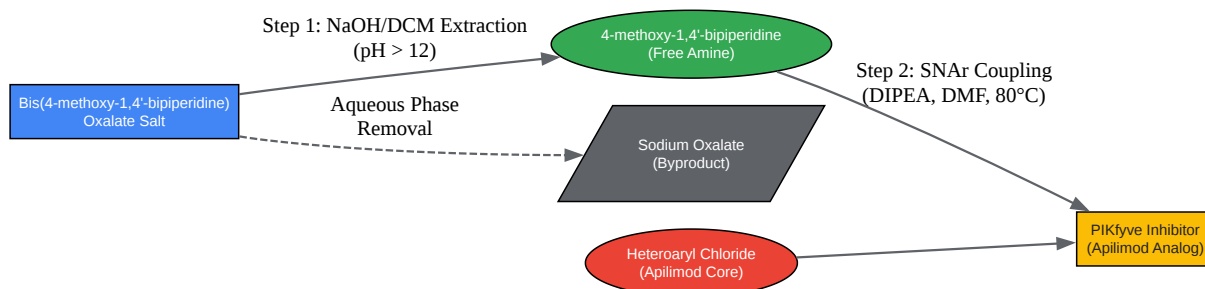 Step 1: NaOH/DCM Extraction
(pH > 12)
4-methoxy-1,4'-bipiperidine
(Free Amine)
Step 2: SNAr Coupling
(DIPEA, DMF, 80°C)
Bis(4-methoxy-1,4'-bipiperidine)
Oxalate Salt
Aqueous Phase
Removal
Sodium Oxalate
(Byproduct)
PIKfyve Inhibitor
(Apilimod Analog)
Heteroaryl Chloride
(Apilimod Core)